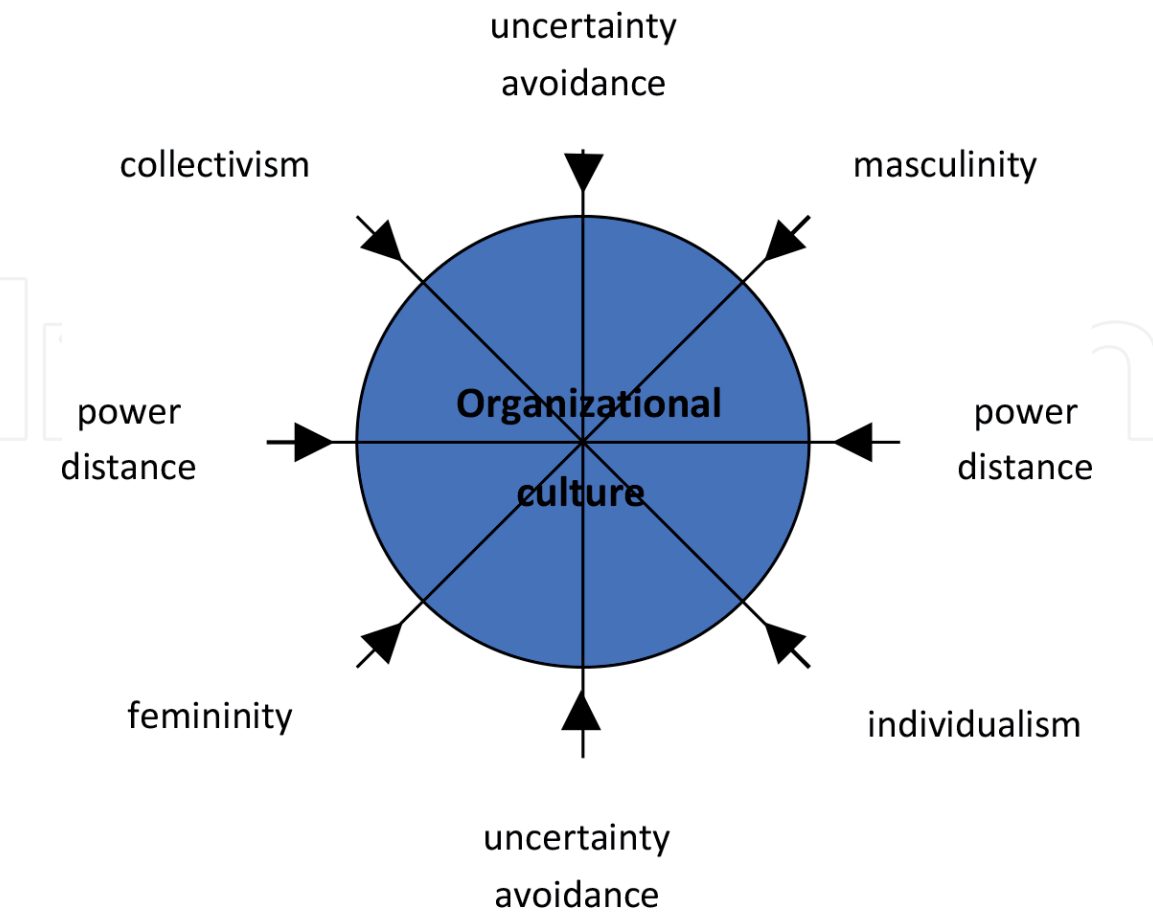 uncertainty
avoidance
collectivism
masculinity
Organizational
power
distance
power
distance
culture
femininity
individualism
uncertainty
avoidance